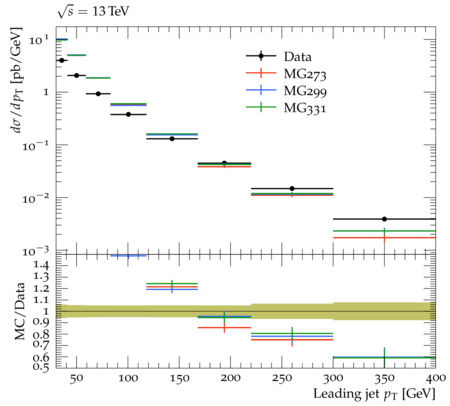 √s = 13 TeV
dσ/dpT [pb/GeV]
10¹
1
10⁻¹
10⁻²
10⁻³
Data
MG273
MG299
MG331
MC/Data
1.4
1.3
1.2
1.1
1
0.9
0.8
0.7
0.6
0.5
50 100 150 200 250 300 350 400
Leading jet pT [GeV]